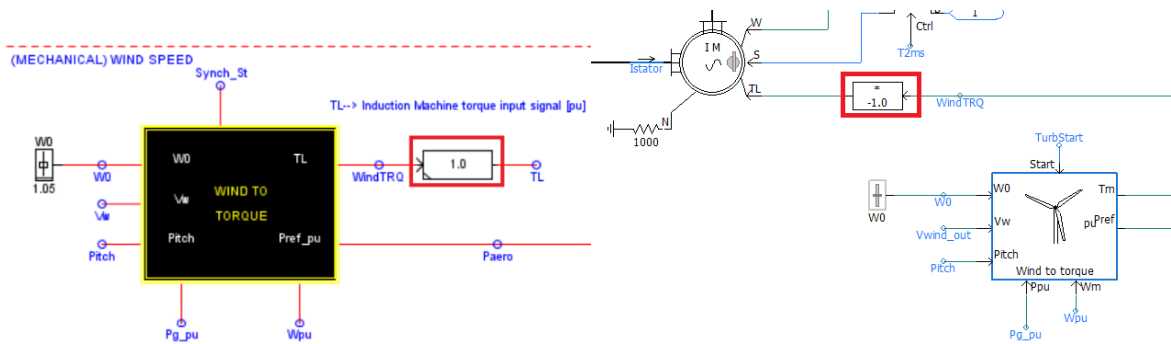 (MECHANICAL) WIND SPEED
Synch_St
TL--> Induction Machine torque input signal [pu]
W0
1.05
W0
Vw
Pitch
W0
Vw
Pitch
WIND TO
TORQUE
TL
Pref_pu
WindTRQ
1.0
TL
Paero
Pg_pu
Wpu
I M
W
S
TL
N
Istator
1000
Ctrl
1
T2ms
*
-1.0
WindTRQ
TurbStart
Start
W0
W0
Vwind_out
Pitch
W0
Vw
Pitch
Tm
Pref
pu
Wind to torque
Ppu
Wm
Pg_pu
Wpu